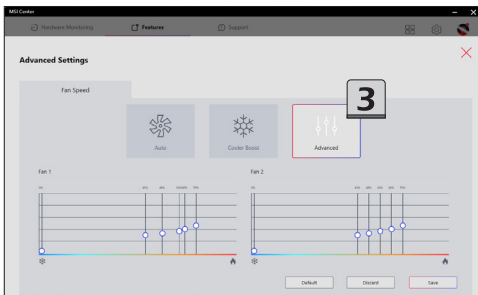 MSI Center
Hardware Monitoring
Features
Support
Advanced Settings
Fan Speed
3
Auto
Cooler Boost
Advanced
Fan 1
Fan 2
Default
Discard
Save